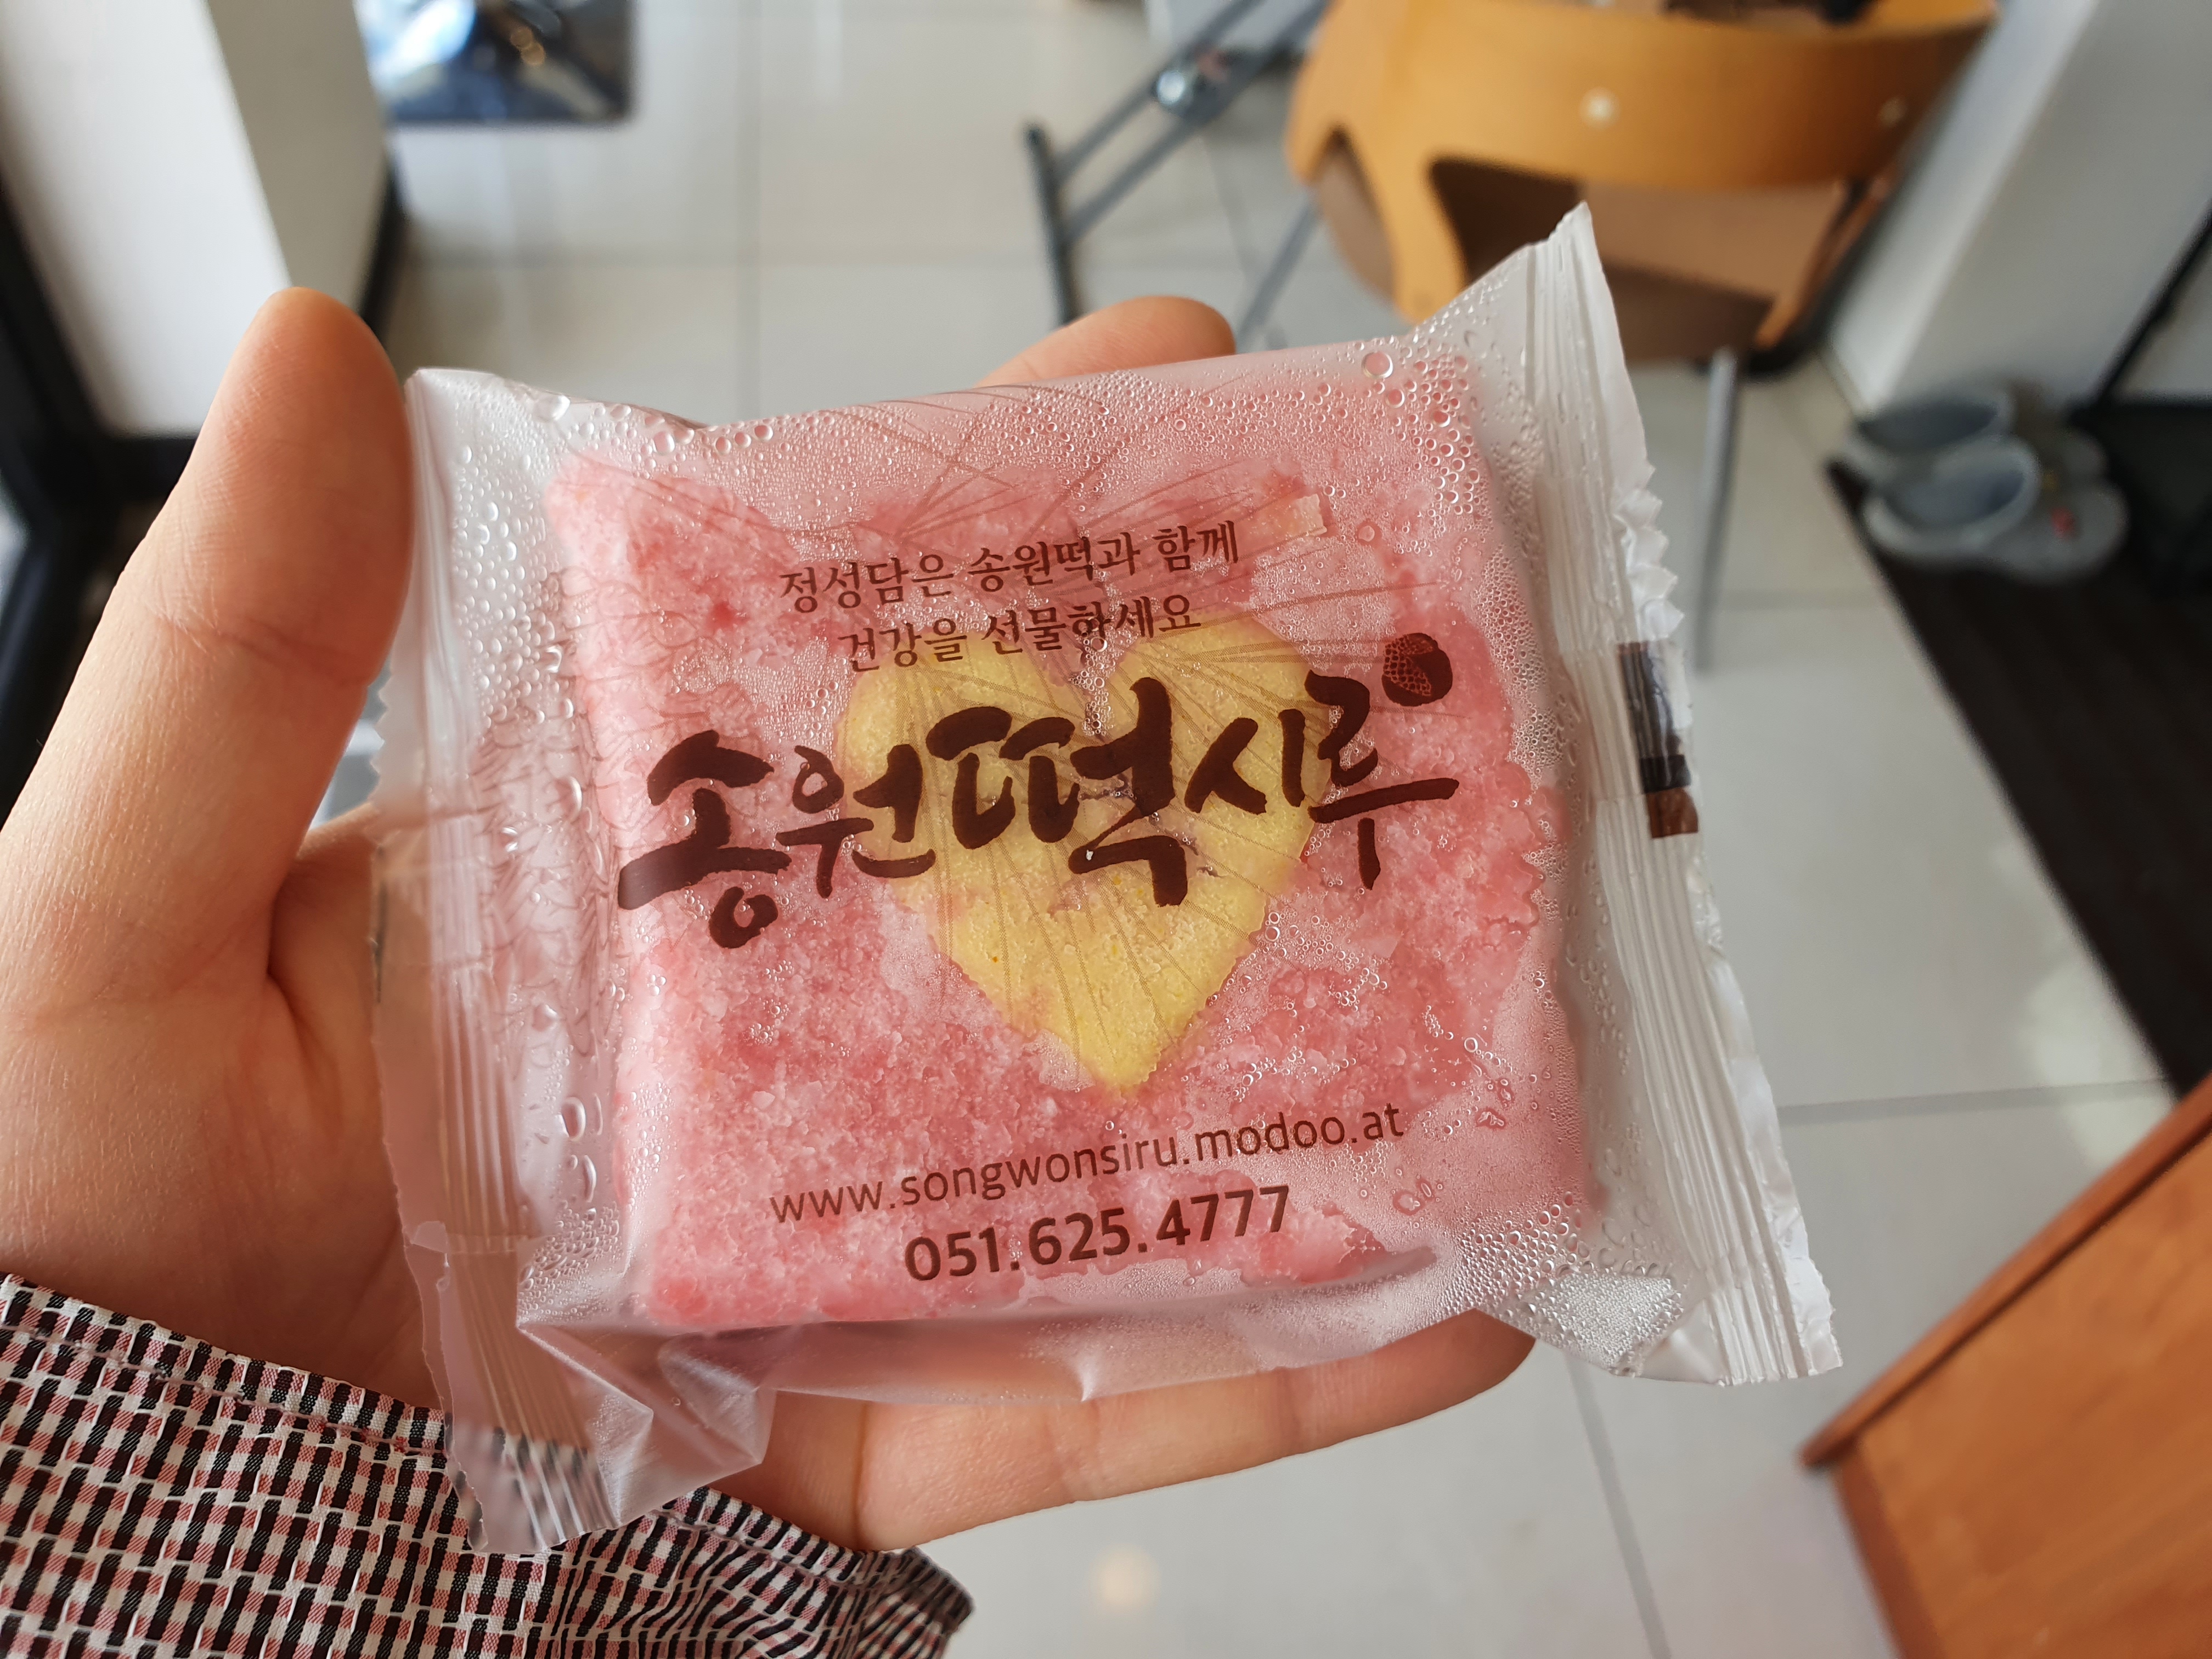 정성담은 송원떡과 함께
건강을 선물하세요
송원떡시루
www.songwonsiru.modoo.at
051.625.4777